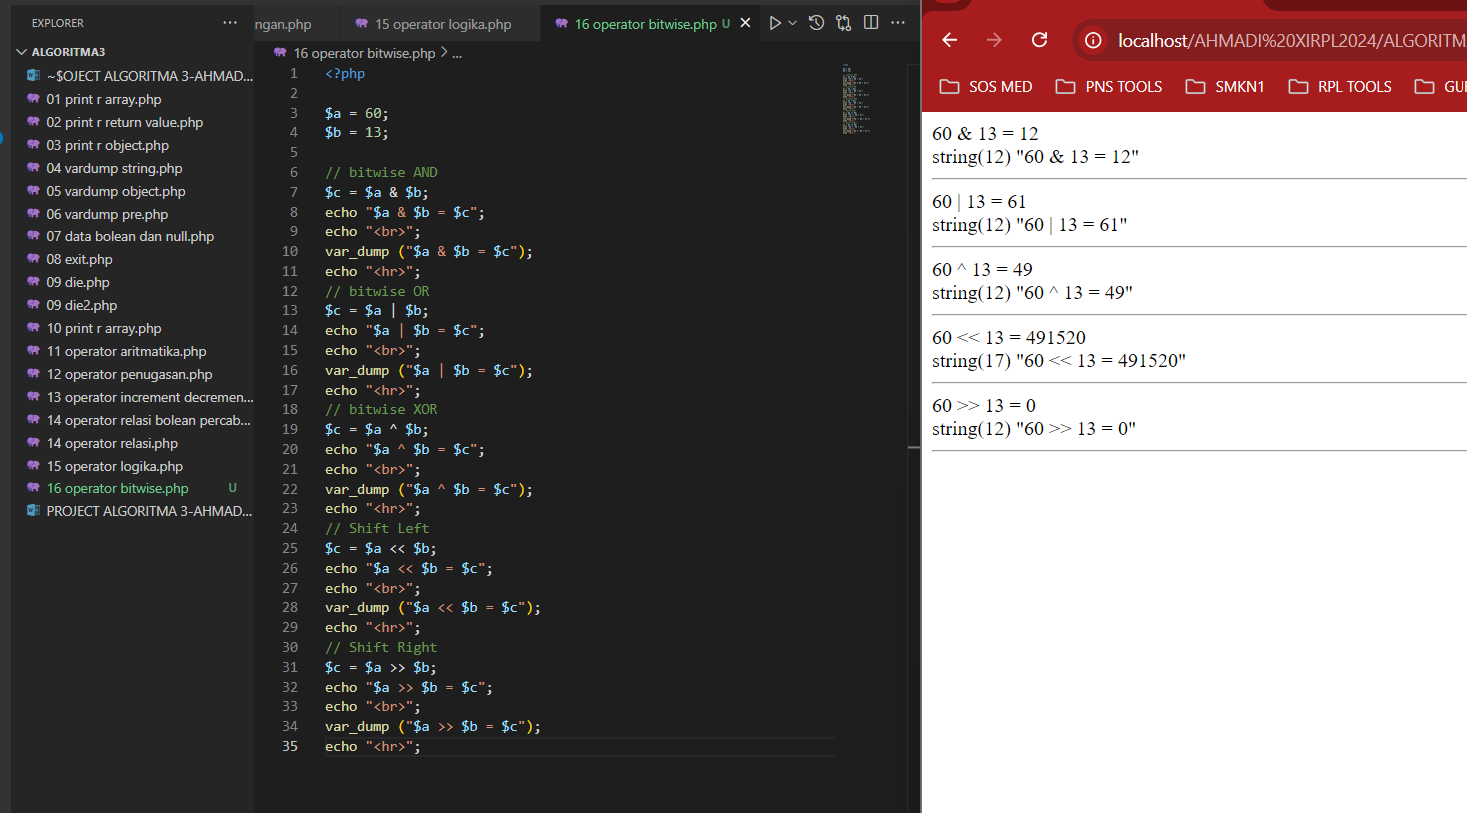 EXPLORER
ALGORITMA3
~$OJECT ALGORITMA 3-AHMAD...
01 print r array.php
02 print r return value.php
03 print r object.php
04 vardump string.php
05 vardump object.php
06 vardump pre.php
07 data bolean dan null.php
08 exit.php
09 die.php
09 die2.php
10 print r array.php
11 operator aritmatika.php
12 operator penugasan.php
13 operator increment decremen...
14 operator relasi bolean percab...
14 operator relasi.php
15 operator logika.php
16 operator bitwise.php U
PROJECT ALGORITMA 3-AHMAD...
ngan.php 15 operator logika.php 16 operator bitwise.php U
16 operator bitwise.php > ...
1 <?php
2
3 $a = 60;
4 $b = 13;
5
6 // bitwise AND
7 $c = $a & $b;
8 echo "$a & $b = $c";
9 echo "<br>";
10 var_dump ("$a & $b = $c");
11 echo "<hr>";
12 // bitwise OR
13 $c = $a | $b;
14 echo "$a | $b = $c";
15 echo "<br>";
16 var_dump ("$a | $b = $c");
17 echo "<hr>";
18 // bitwise XOR
19 $c = $a ^ $b;
20 echo "$a ^ $b = $c";
21 echo "<br>";
22 var_dump ("$a ^ $b = $c");
23 echo "<hr>";
24 // Shift Left
25 $c = $a << $b;
26 echo "$a << $b = $c";
27 echo "<br>";
28 var_dump ("$a << $b = $c");
29 echo "<hr>";
30 // Shift Right
31 $c = $a >> $b;
32 echo "$a >> $b = $c";
33 echo "<br>";
34 var_dump ("$a >> $b = $c");
35 echo "<hr>";
localhost/AHMADI%20XIRPL2024/ALGORITM
SOS MED PNS TOOLS SMKN1 RPL TOOLS GU
60 & 13 = 12
string(12) "60 & 13 = 12"
60 | 13 = 61
string(12) "60 | 13 = 61"
60 ^ 13 = 49
string(12) "60 ^ 13 = 49"
60 << 13 = 491520
string(17) "60 << 13 = 491520"
60 >> 13 = 0
string(12) "60 >> 13 = 0"